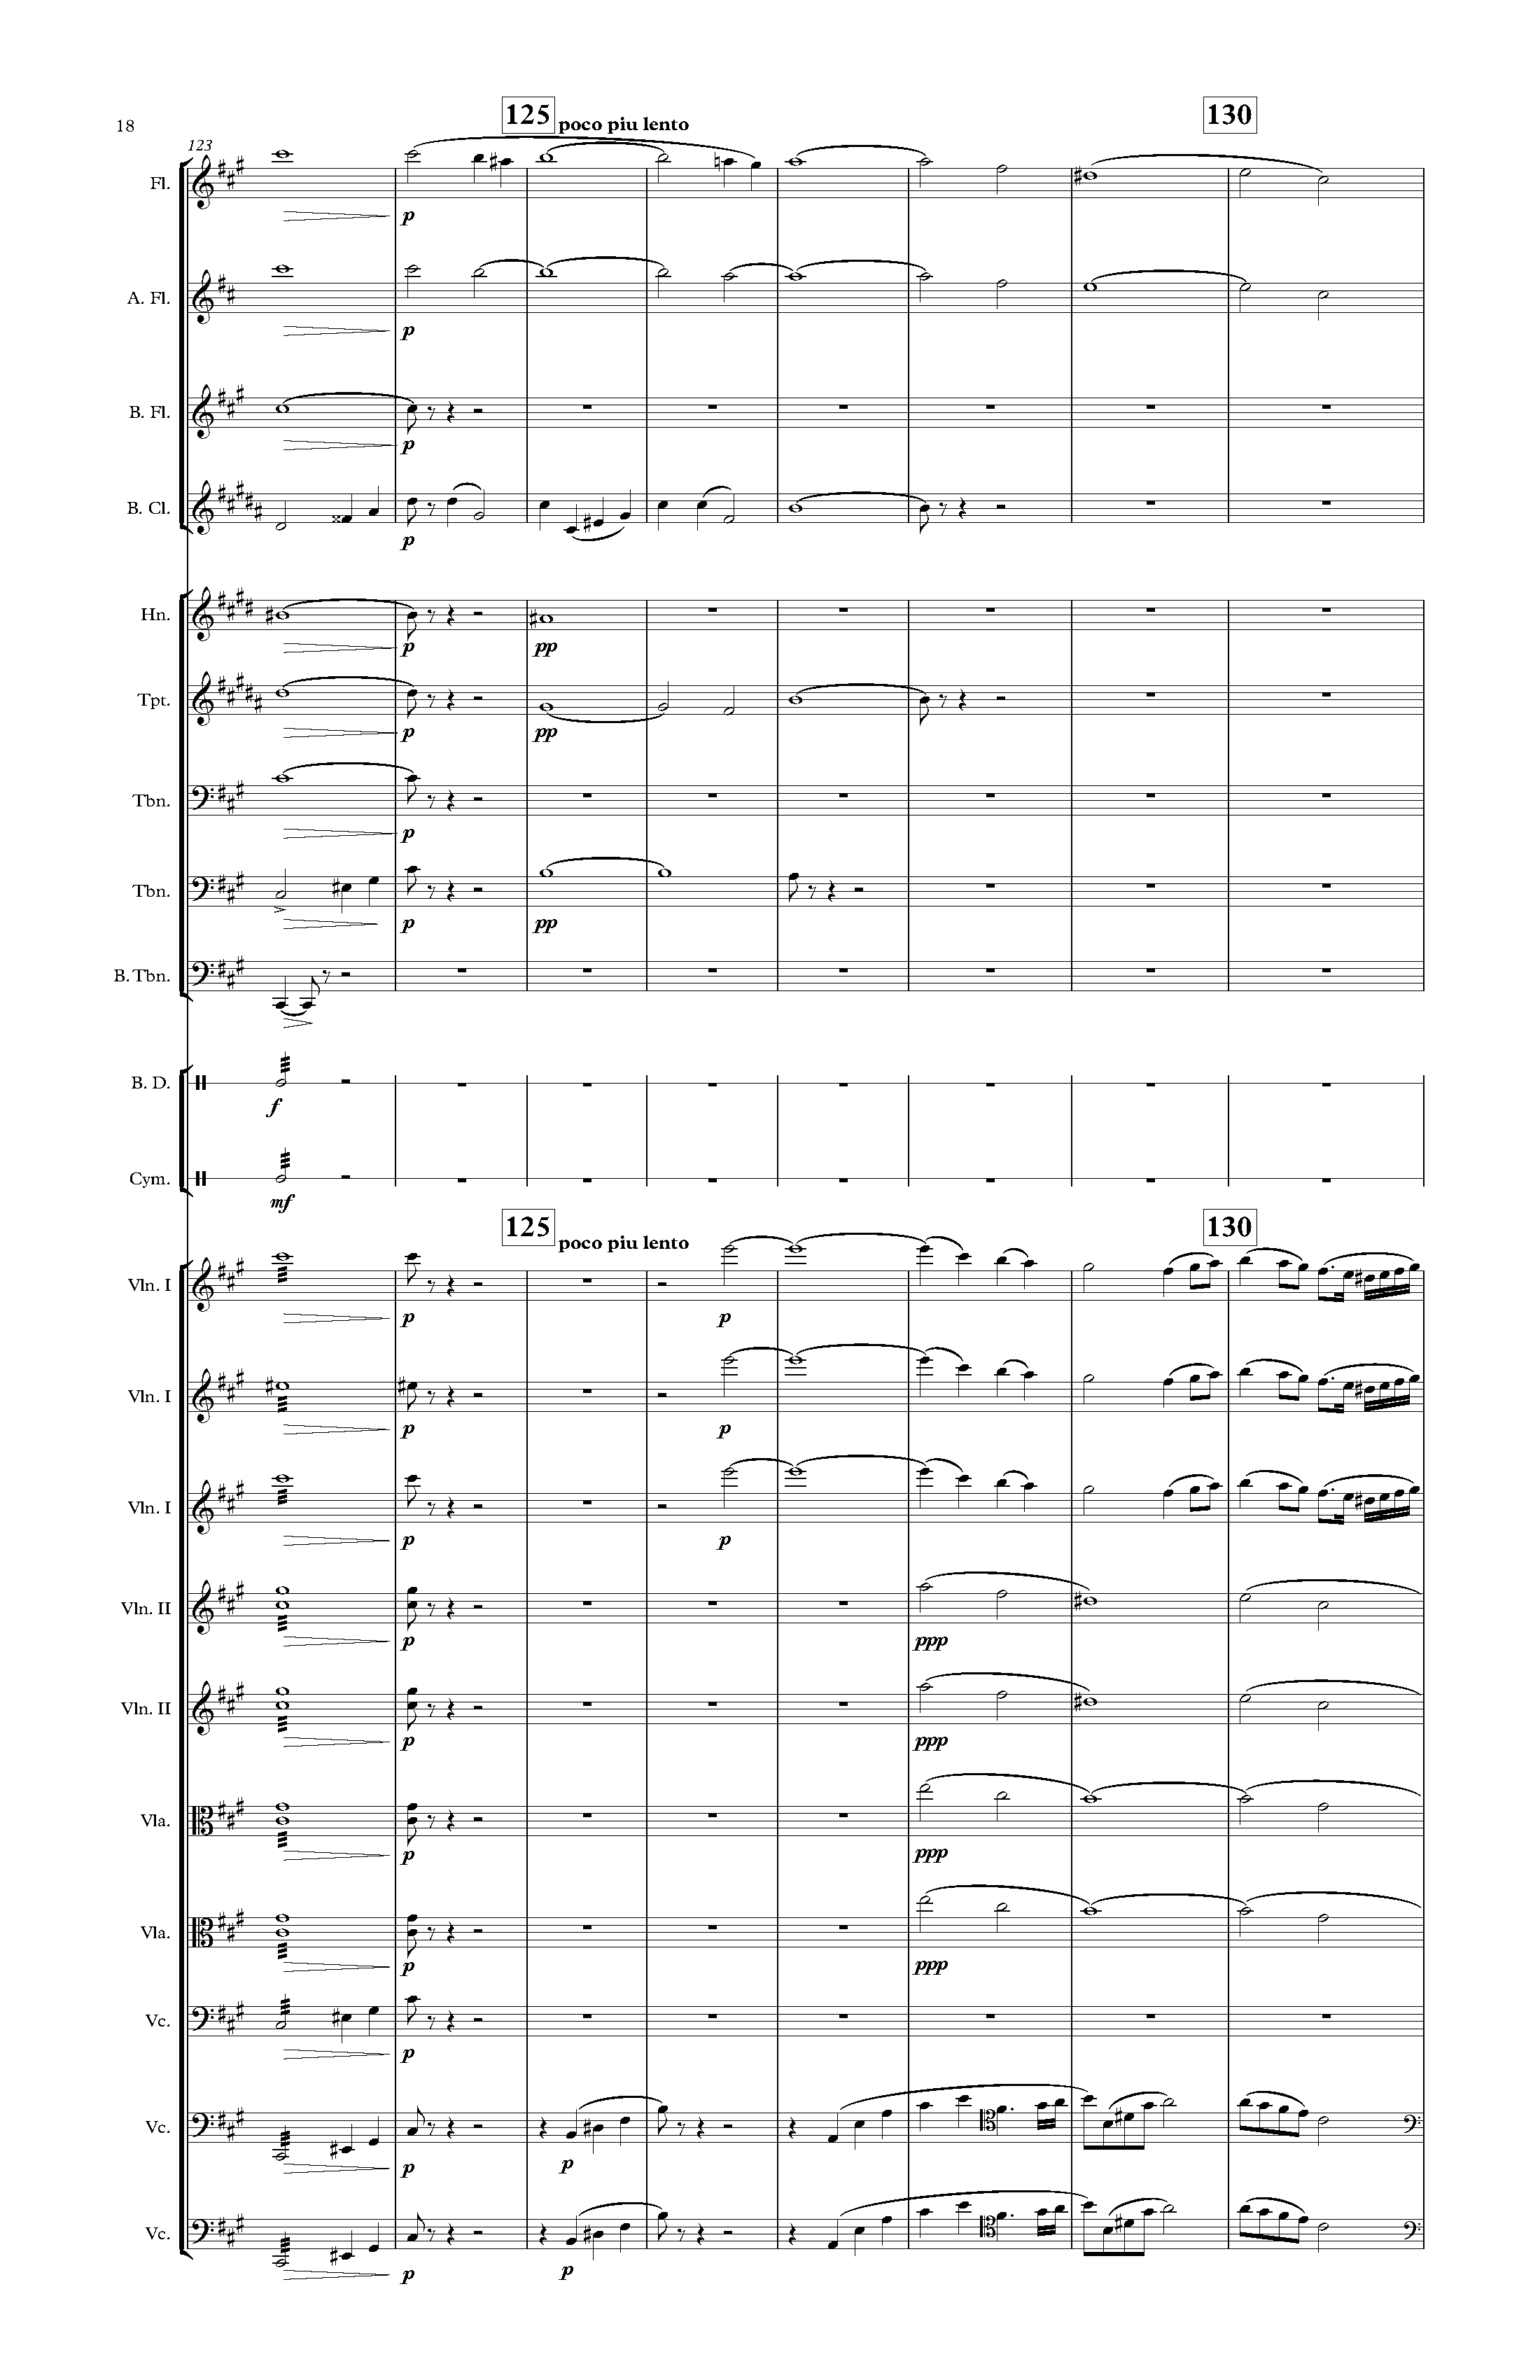 18
125 poco piu lento
130
123
Fl.
p
A. Fl.
p
B. Fl.
p
B. Cl.
p
Hn.
p pp
Tpt.
p pp
Tbn.
p
Tbn.
p pp
B. Tbn.
B. D.
f
Cym.
mf
125 poco piu lento
130
Vln. I
p p
Vln. I
p p
Vln. I
p p
Vln. II
p ppp
Vln. II
p ppp
Vla.
p ppp
Vla.
p ppp
Vc.
p
Vc.
p p
Vc.
p p